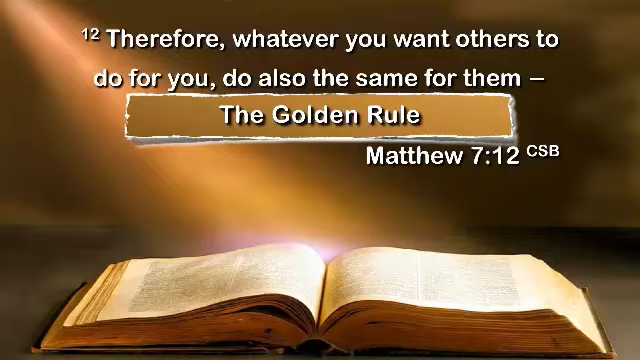 12 Therefore, whatever you want others to
do for you, do also the same for them –
The Golden Rule
Matthew 7:12 CSB